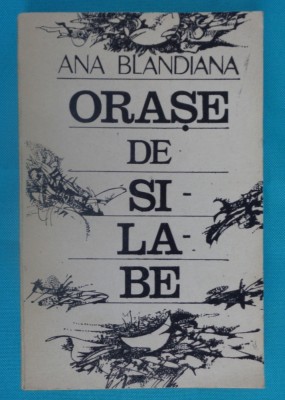 ANA BLANDIANA
ORAȘE
DE
SI-
LA-
BE